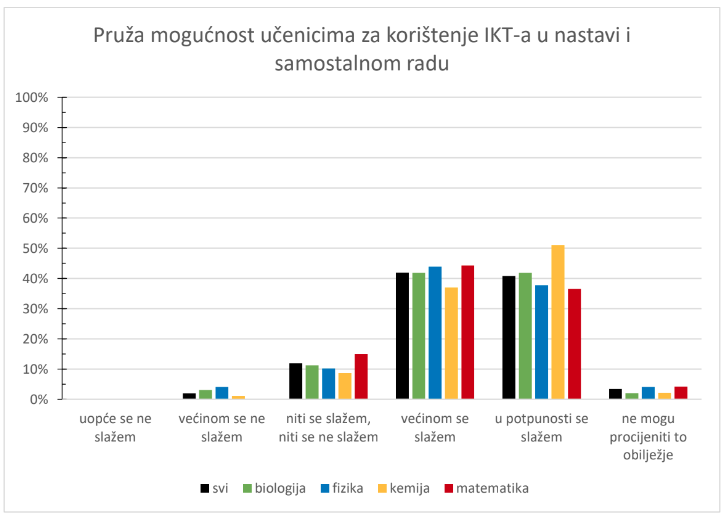 Pruža mogućnost učenicima za korištenje IKT-a u nastavi i
samostalnom radu
100%
90%
80%
70%
60%
50%
40%
30%
20%
10%
0%
uopće se ne
slažem
većinom se ne
slažem
niti se slažem,
niti se ne slažem
većinom se
slažem
u potpunosti se
slažem
ne mogu
procijeniti to
obilježje
svi biologija fizika kemija matematika